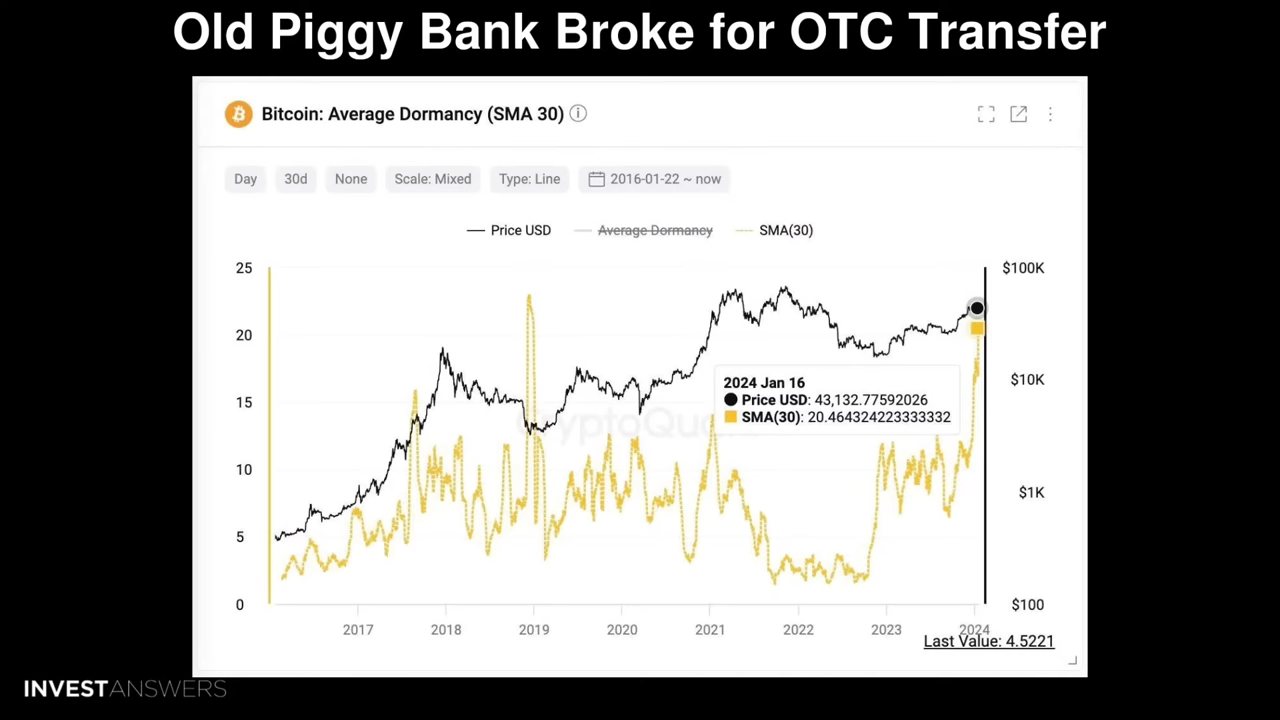 Old Piggy Bank Broke for OTC Transfer
Bitcoin: Average Dormancy (SMA 30)
Day 30d None Scale: Mixed Type: Line 2016-01-22 ~ now
Price USD Average Dormancy SMA(30)
25 $100K
20
$10K
15
10
$1K
5
0 $100
2024 Jan 16
Price USD: 43,132.77592026
SMA(30): 20.464324223333332
2017 2018 2019 2020 2021 2022 2023 2024
Last Value: 4.5221
INVESTANSWERS